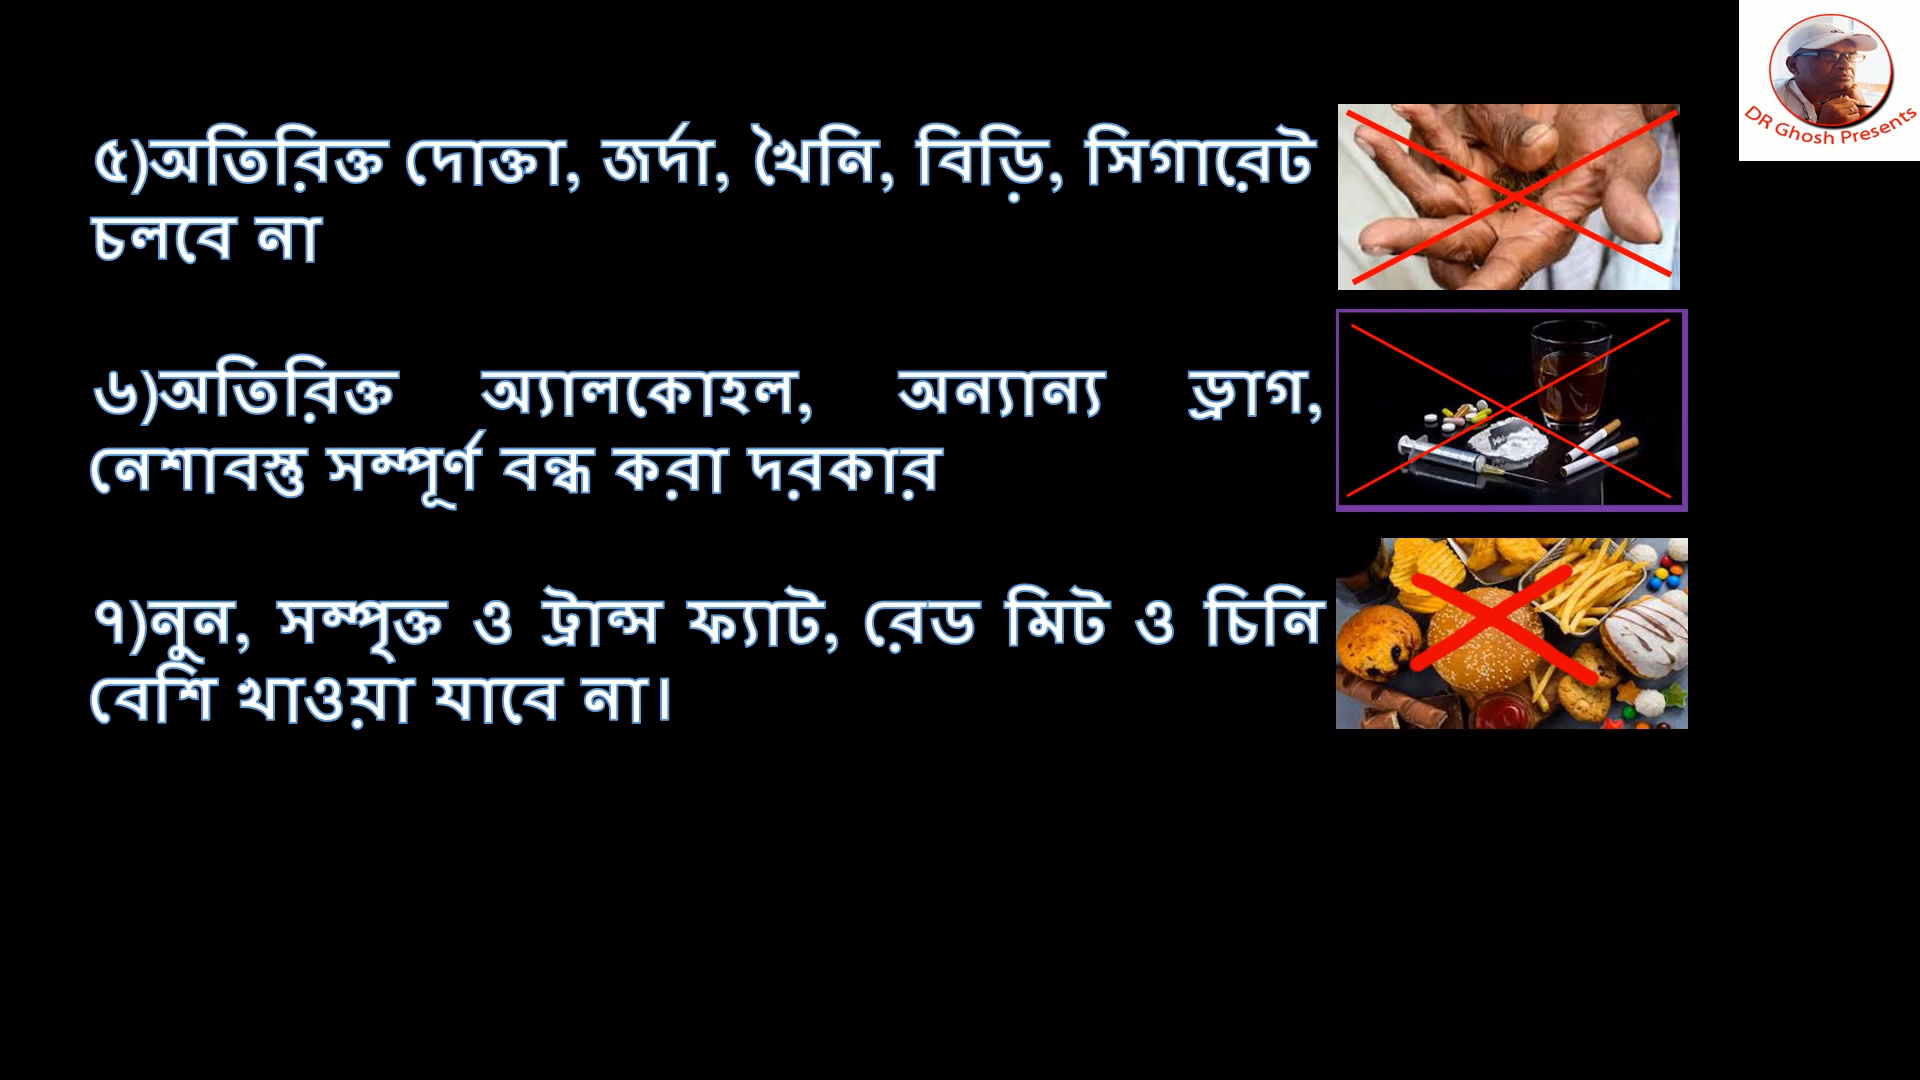 DR Ghosh Presents
৫)অতিরিক্ত দোক্তা, জর্দা, খৈনি, বিড়ি, সিগারেট
চলবে না
৬)অতিরিক্ত অ্যালকোহল, অন্যান্য ড্রাগ,
নেশাবস্তু সম্পূর্ণ বন্ধ করা দরকার
৭)নুন, সম্পৃক্ত ও ট্রান্স ফ্যাট, রেড মিট ও চিনি
বেশি খাওয়া যাবে না।